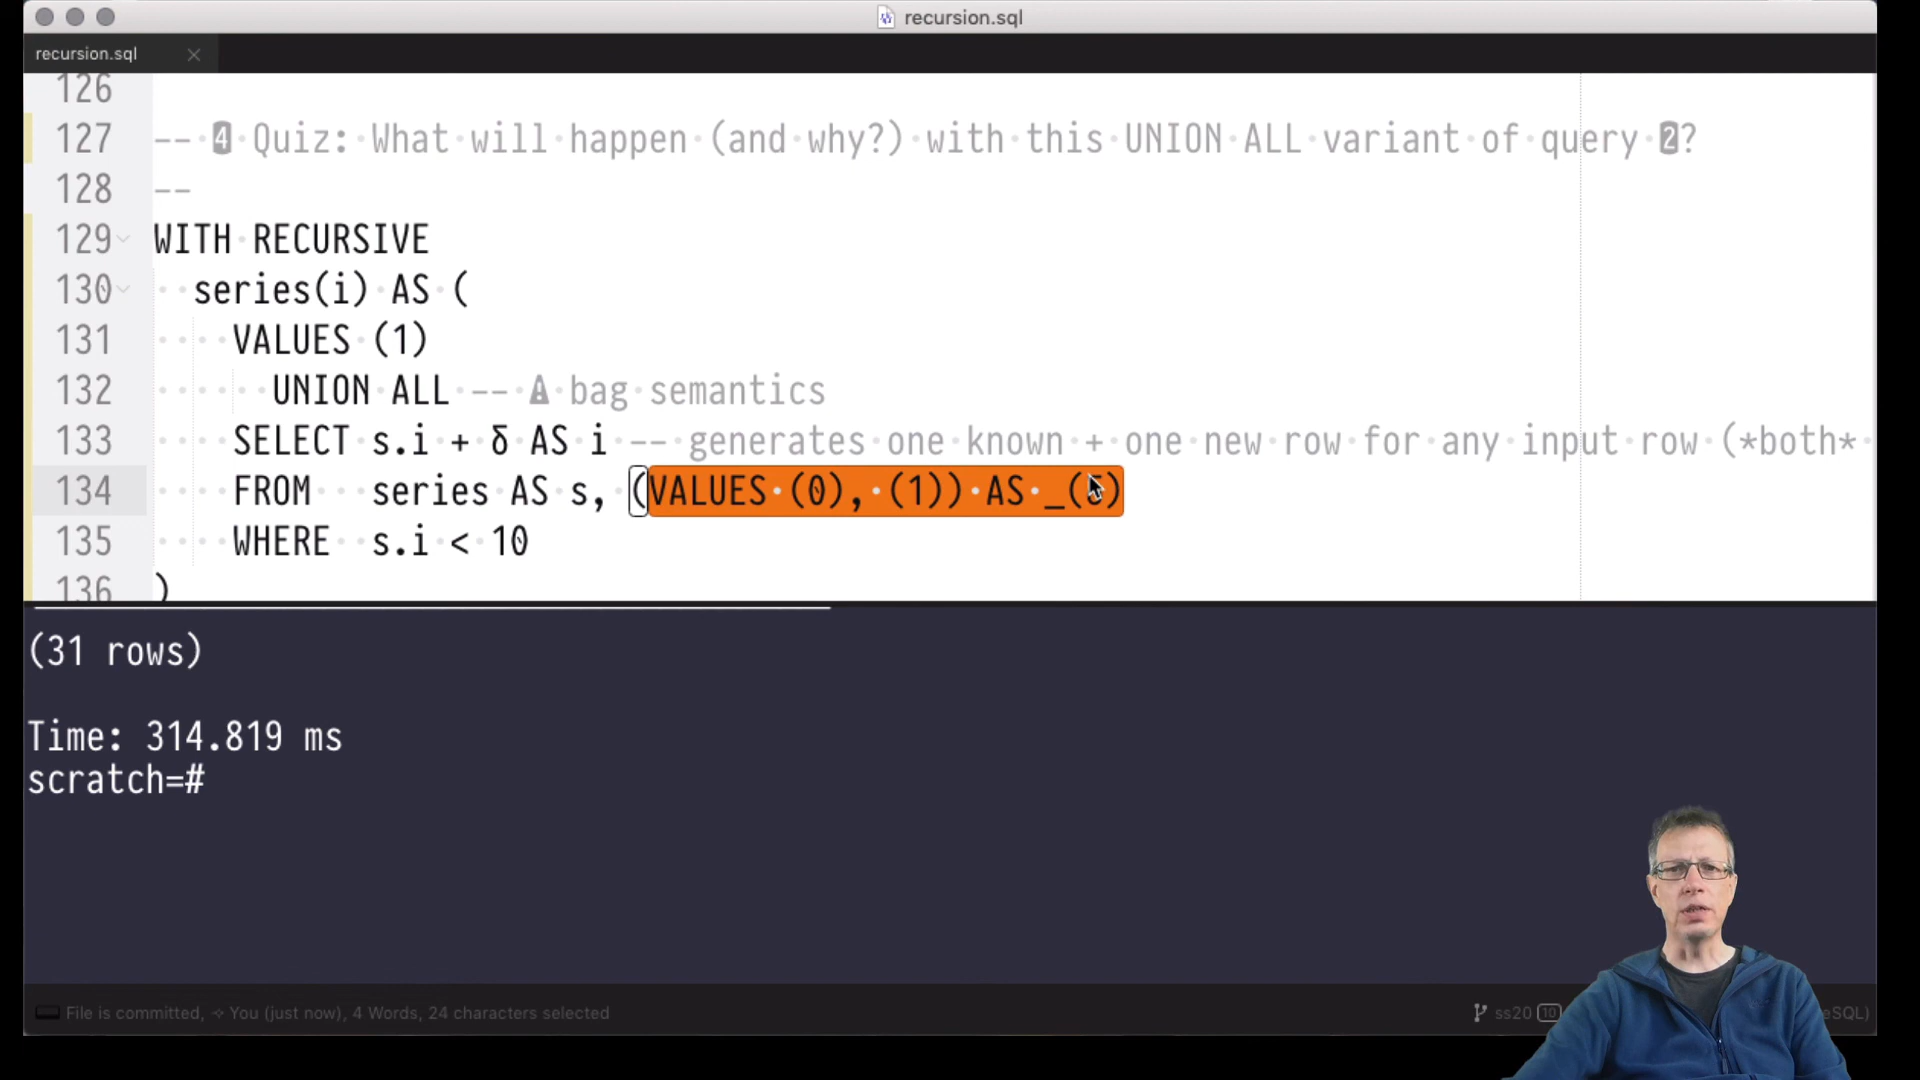 recursion.sql
recursion.sql
126
127 -- 4 Quiz: What will happen (and why?) with this UNION ALL variant of query 2?
128 --
129 WITH RECURSIVE
130 series(i) AS (
131 VALUES (1)
132 UNION ALL -- ⚠ bag semantics
133 SELECT s.i + δ AS i -- generates one known + one new row for any input row (*both*
134 FROM series AS s, (VALUES (0), (1)) AS _(δ)
135 WHERE s.i < 10
136 )
(31 rows)
Time: 314.819 ms
scratch=#
File is committed, You (just now), 4 Words, 24 characters selected
ss20 10 eSQL)